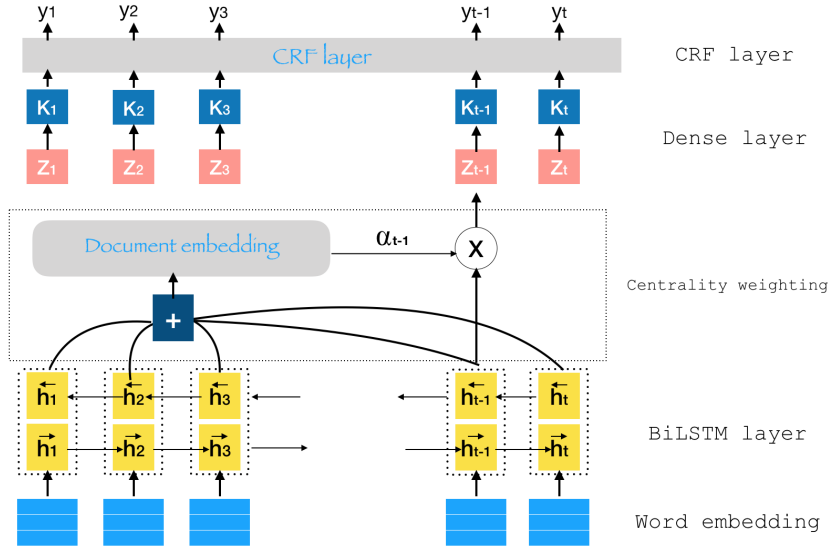 y1 y2 y3 yt-1 yt
CRF layer CRF layer
K1 K2 K3 Kt-1 Kt
Dense layer
Z1 Z2 Z3 Zt-1 Zt
Document embedding αt-1 X
Centrality weighting
+
h1 h2 h3 ht-1 ht
h1 h2 h3 ht-1 ht
BiLSTM layer
Word embedding